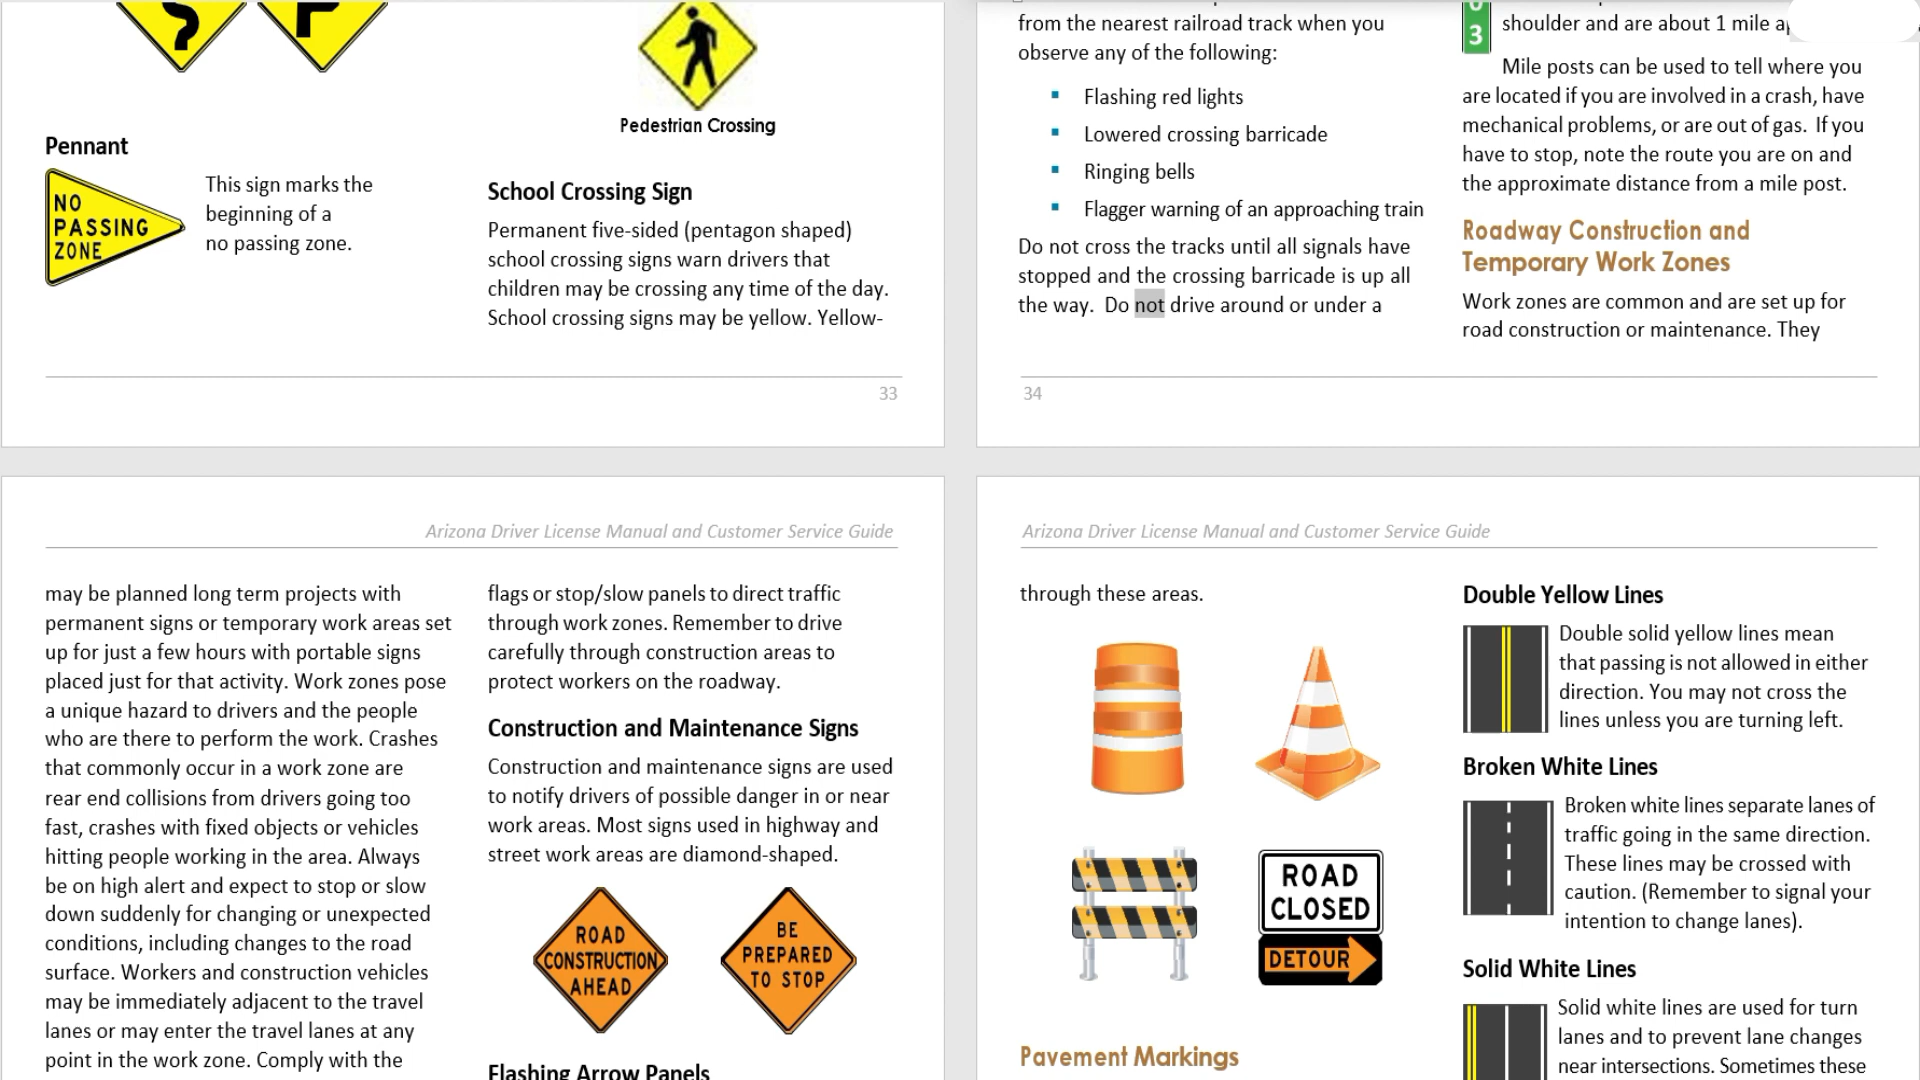 Pedestrian Crossing
Pennant
NO
PASSING
ZONE
This sign marks the
beginning of a
no passing zone.
School Crossing Sign
Permanent five-sided (pentagon shaped)
school crossing signs warn drivers that
children may be crossing any time of the day.
School crossing signs may be yellow. Yellow-
33
from the nearest railroad track when you
observe any of the following:
▪ Flashing red lights
▪ Lowered crossing barricade
▪ Ringing bells
▪ Flagger warning of an approaching train
Do not cross the tracks until all signals have
stopped and the crossing barricade is up all
the way. Do not drive around or under a
3
shoulder and are about 1 mile
Mile posts can be used to tell where you
are located if you are involved in a crash, have
mechanical problems, or are out of gas. If you
have to stop, note the route you are on and
the approximate distance from a mile post.
Roadway Construction and
Temporary Work Zones
Work zones are common and are set up for
road construction or maintenance. They
34
Arizona Driver License Manual and Customer Service Guide
may be planned long term projects with
permanent signs or temporary work areas set
up for just a few hours with portable signs
placed just for that activity. Work zones pose
a unique hazard to drivers and the people
who are there to perform the work. Crashes
that commonly occur in a work zone are
rear end collisions from drivers going too
fast, crashes with fixed objects or vehicles
hitting people working in the area. Always
be on high alert and expect to stop or slow
down suddenly for changing or unexpected
conditions, including changes to the road
surface. Workers and construction vehicles
may be immediately adjacent to the travel
lanes or may enter the travel lanes at any
point in the work zone. Comply with the
flags or stop/slow panels to direct traffic
through work zones. Remember to drive
carefully through construction areas to
protect workers on the roadway.
Construction and Maintenance Signs
Construction and maintenance signs are used
to notify drivers of possible danger in or near
work areas. Most signs used in highway and
street work areas are diamond-shaped.
ROAD
CONSTRUCTION
AHEAD
BE
PREPARED
TO STOP
Flashing Arrow Panels
Arizona Driver License Manual and Customer Service Guide
through these areas.
ROAD
CLOSED
DETOUR
Pavement Markings
Double Yellow Lines
Double solid yellow lines mean
that passing is not allowed in either
direction. You may not cross the
lines unless you are turning left.
Broken White Lines
Broken white lines separate lanes of
traffic going in the same direction.
These lines may be crossed with
caution. (Remember to signal your
intention to change lanes).
Solid White Lines
Solid white lines are used for turn
lanes and to prevent lane changes
near intersections. Sometimes these